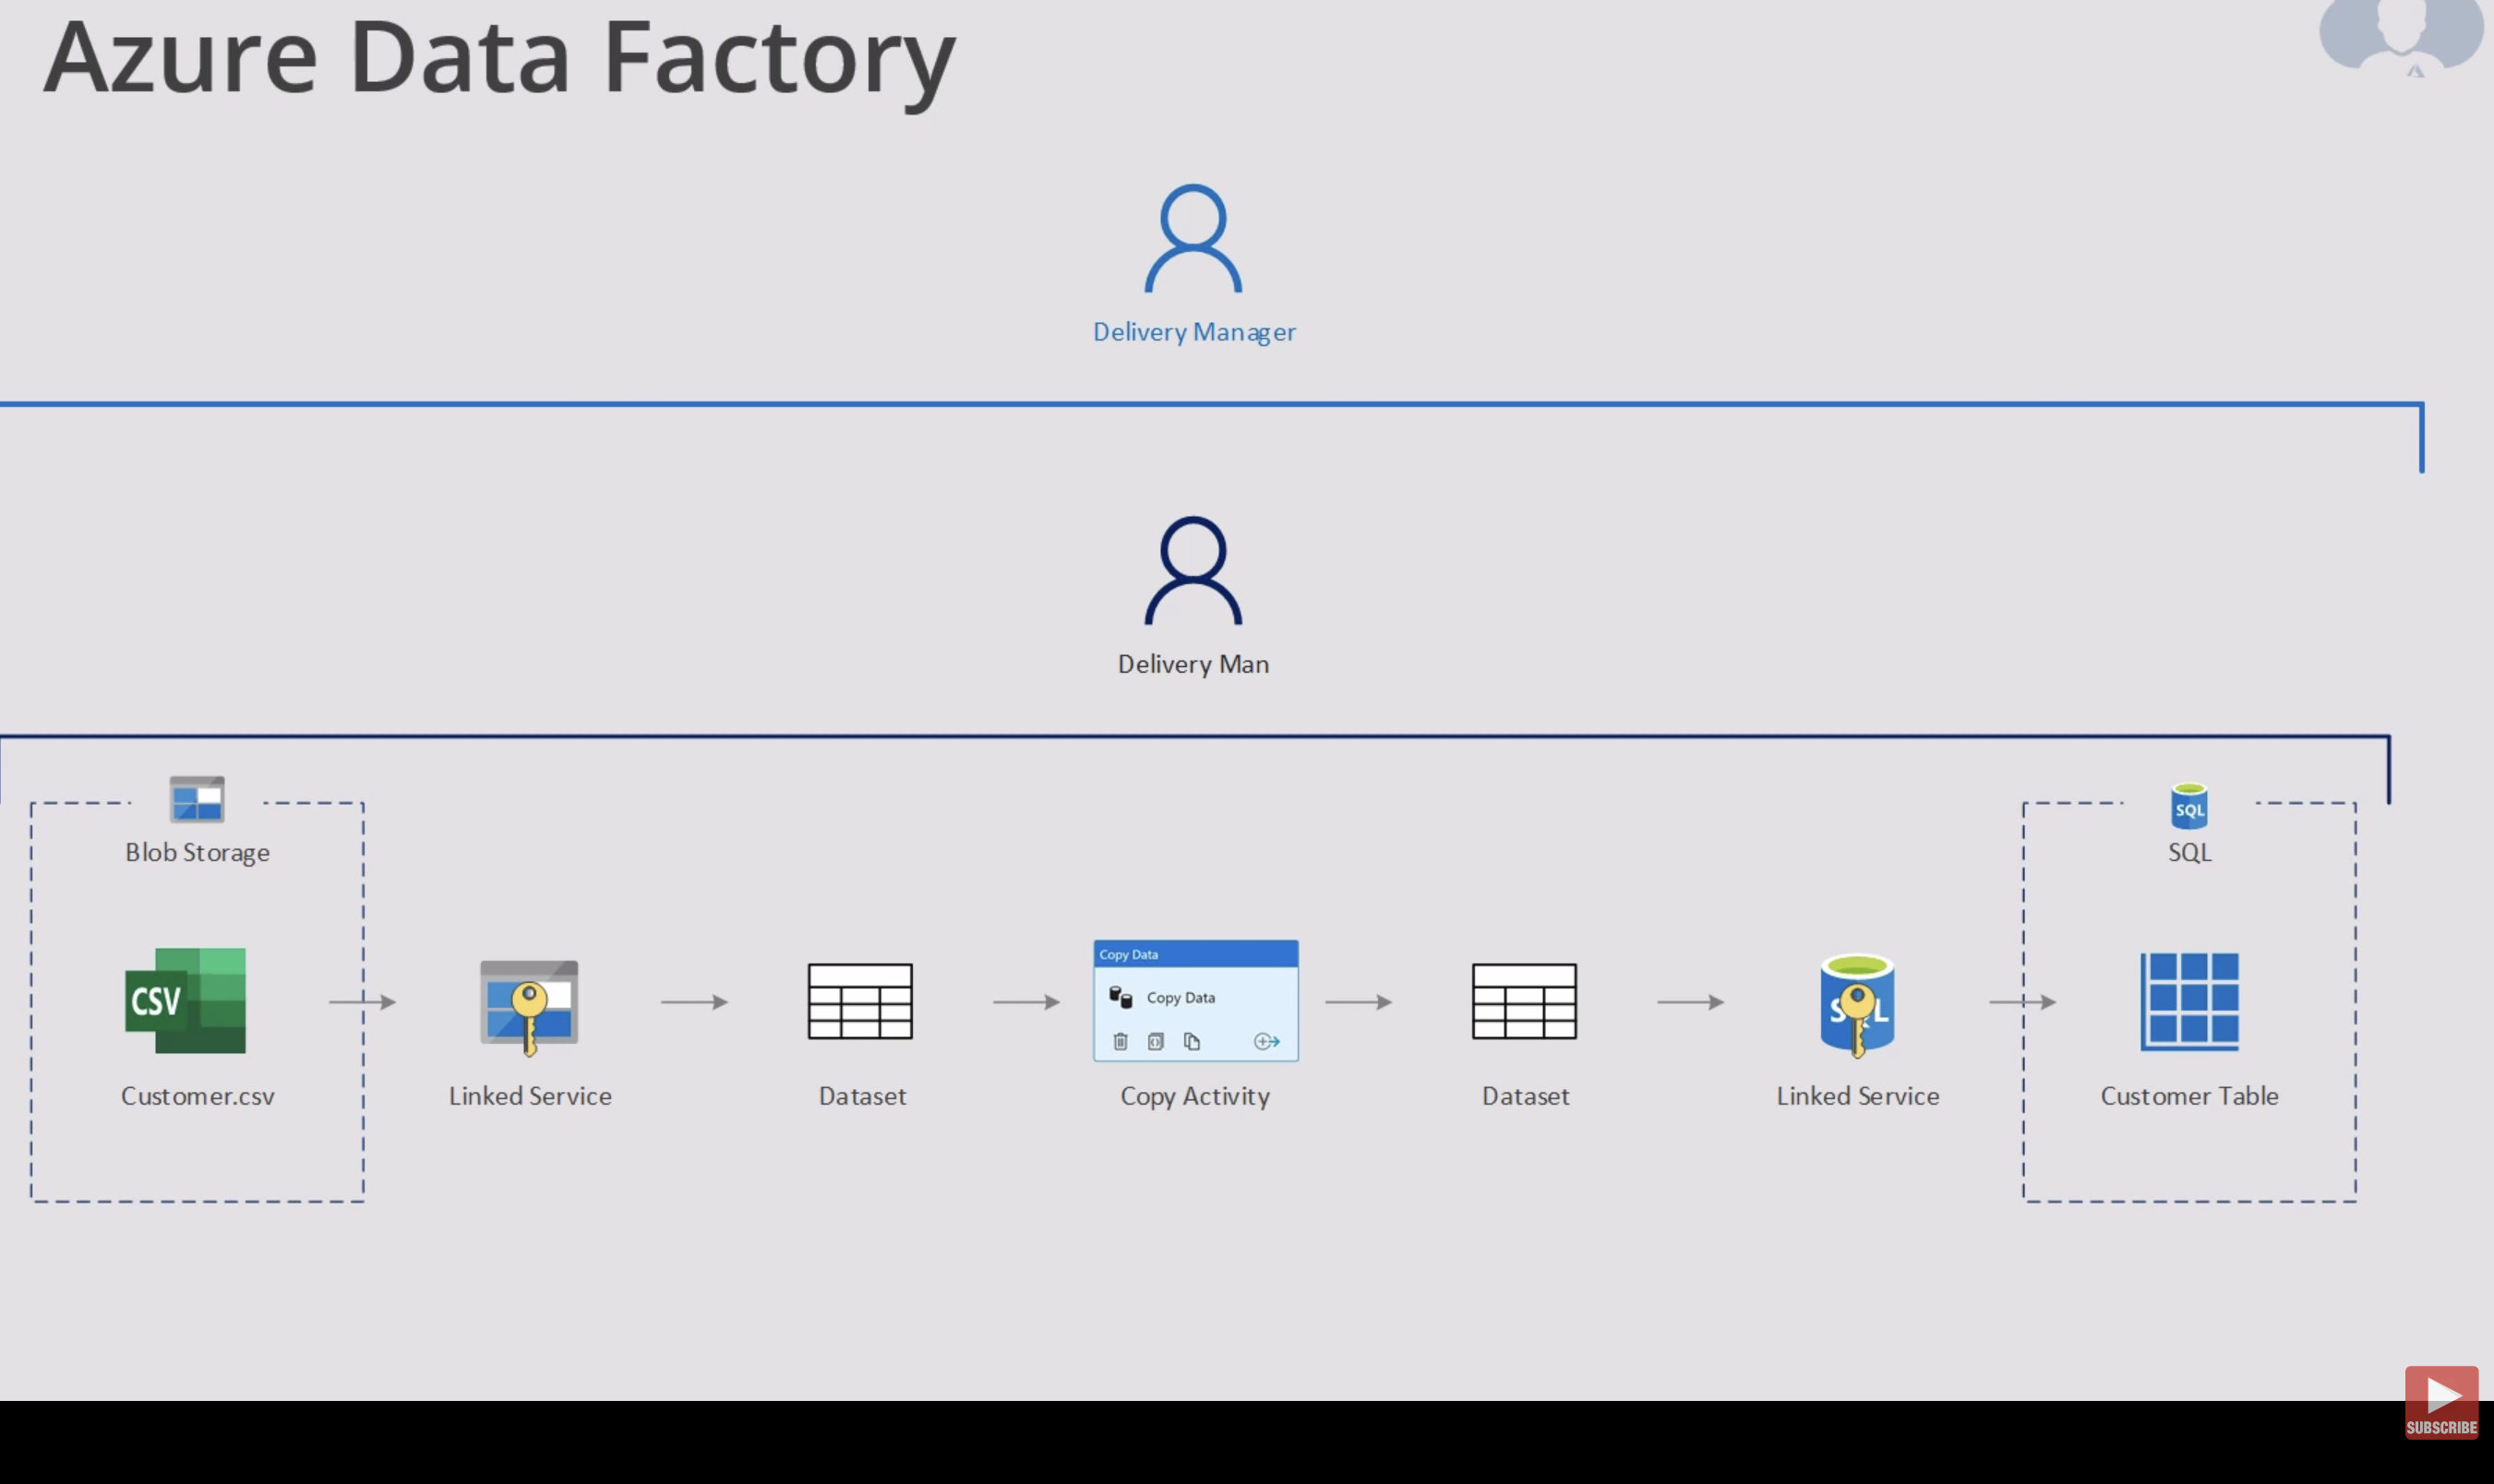 Azure Data Factory
Delivery Manager
Delivery Man
Blob Storage
SQL
SQL
Copy Data
CSV
Copy Data
SQL
Customer.csv
Linked Service
Dataset
Copy Activity
Dataset
Linked Service
Customer Table
SUBSCRIBE